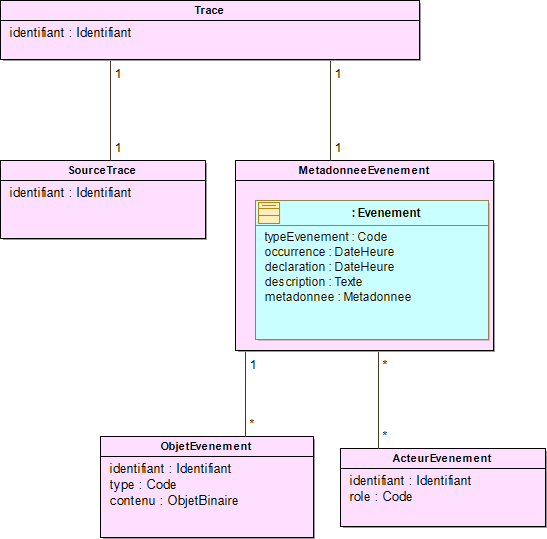 Trace
identifiant : Identifiant
1
1
1
1
SourceTrace
identifiant : Identifiant
MetadonneeEvenement
: Evenement
typeEvenement : Code
occurrence : DateHeure
declaration : DateHeure
description : Texte
metadonnee : Metadonnee
1
*
*
*
ObjetEvenement
identifiant : Identifiant
type : Code
contenu : ObjetBinaire
ActeurEvenement
identifiant : Identifiant
role : Code